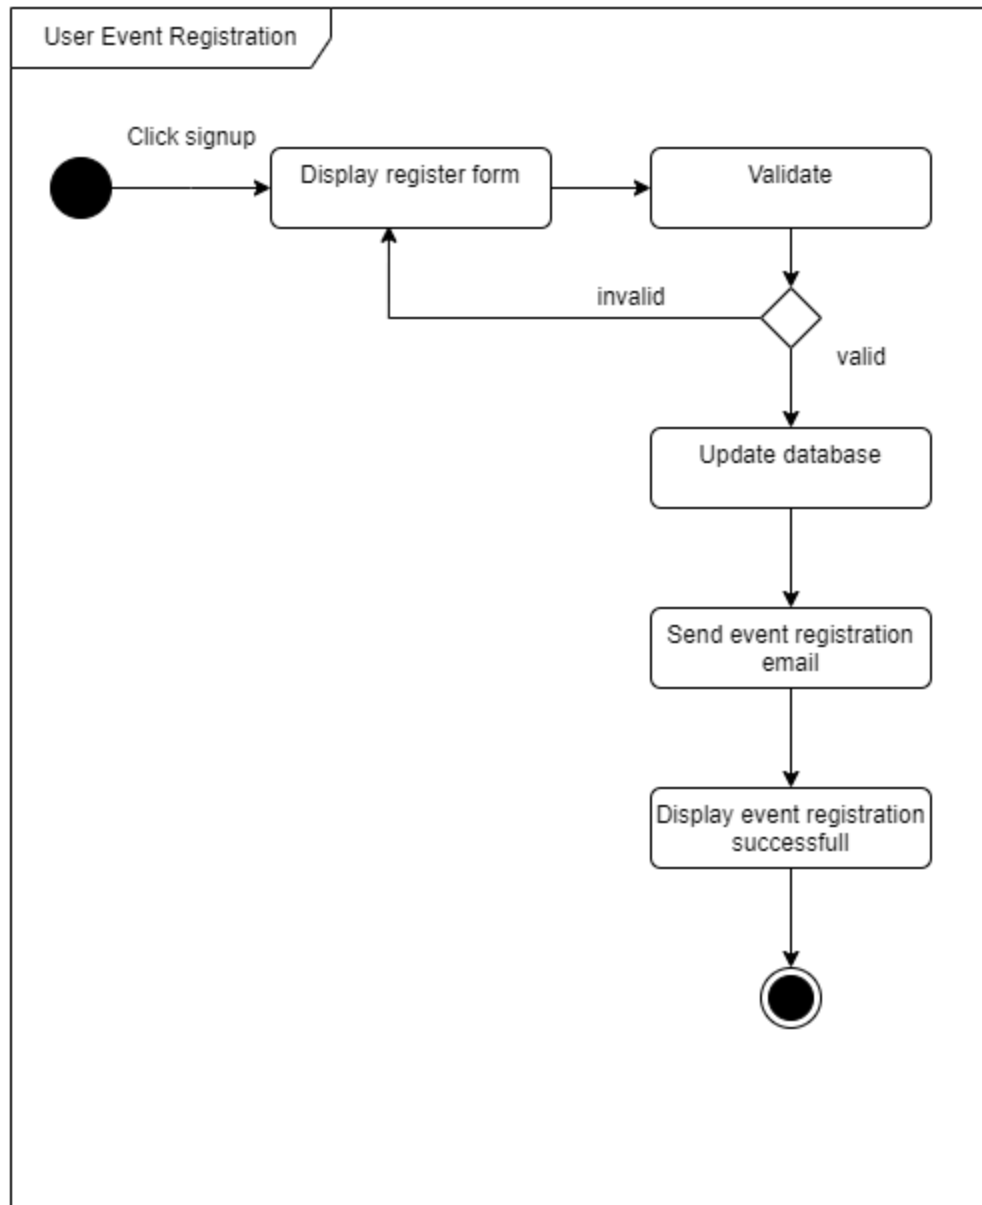 User Event Registration
Click signup
Display register form
Validate
invalid
valid
Update database
Send event registration
email
Display event registration
successfull